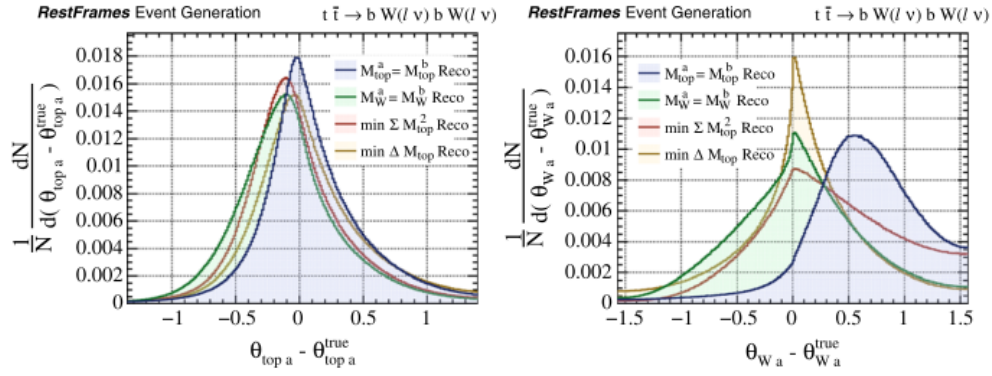 RestFrames Event Generation
t t̄ → b W(l ν) b W(l ν)
0.018
0.016
0.014
0.012
0.01
0.008
0.006
0.004
0.002
0
M^a_top = M^b_top Reco
M^a_W = M^b_W Reco
min Σ M^2_top Reco
min Δ M_top Reco
1/N dN / d( θ_top a - θ^true_top a )
-1 -0.5 0 0.5 1
θ_top a - θ^true_top a
RestFrames Event Generation
t t̄ → b W(l ν) b W(l ν)
0.016
0.014
0.012
0.01
0.008
0.006
0.004
0.002
0
M^a_top = M^b_top Reco
M^a_W = M^b_W Reco
min Σ M^2_top Reco
min Δ M_top Reco
1/N dN / d( θ_W a - θ^true_W a )
-1.5 -1 -0.5 0 0.5 1 1.5
θ_W a - θ^true_W a